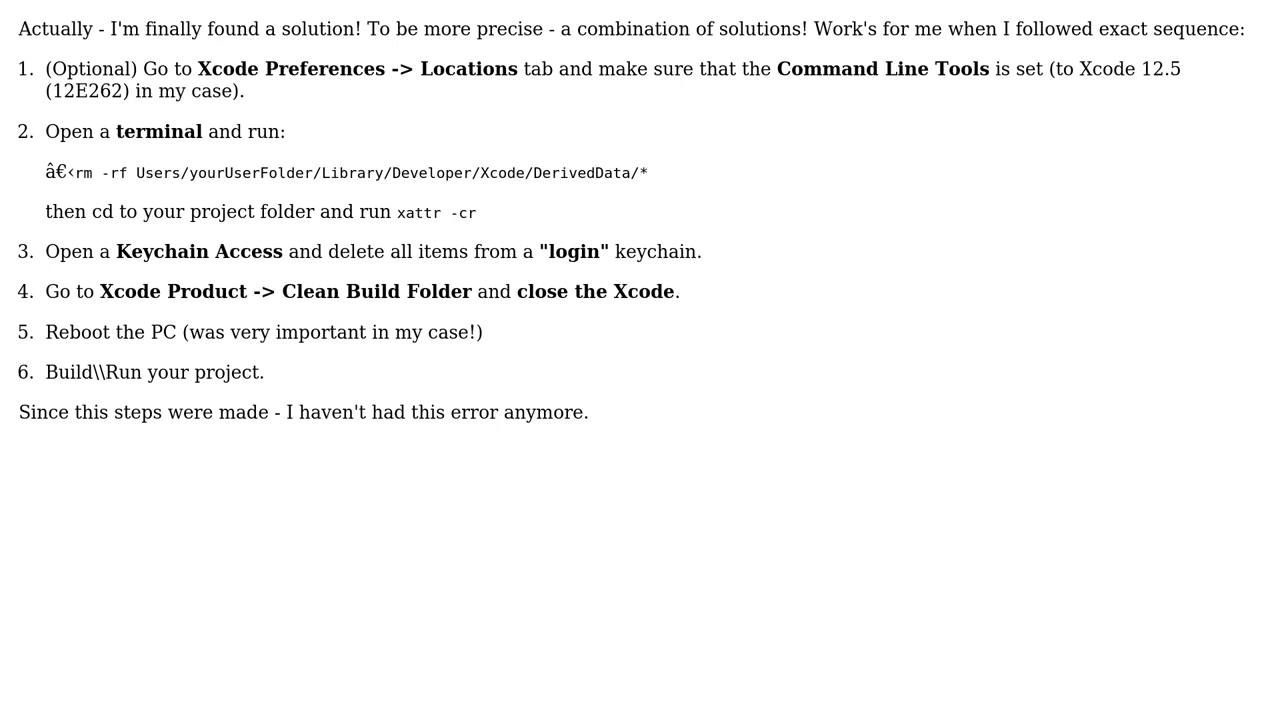 Actually - I'm finally found a solution! To be more precise - a combination of solutions! Work's for me when I followed exact sequence:
1. (Optional) Go to Xcode Preferences -> Locations tab and make sure that the Command Line Tools is set (to Xcode 12.5
(12E262) in my case).
2. Open a terminal and run:
â€‹rm -rf Users/yourUserFolder/Library/Developer/Xcode/DerivedData/*
then cd to your project folder and run xattr -cr
3. Open a Keychain Access and delete all items from a "login" keychain.
4. Go to Xcode Product -> Clean Build Folder and close the Xcode.
5. Reboot the PC (was very important in my case!)
6. Build\\Run your project.
Since this steps were made - I haven't had this error anymore.